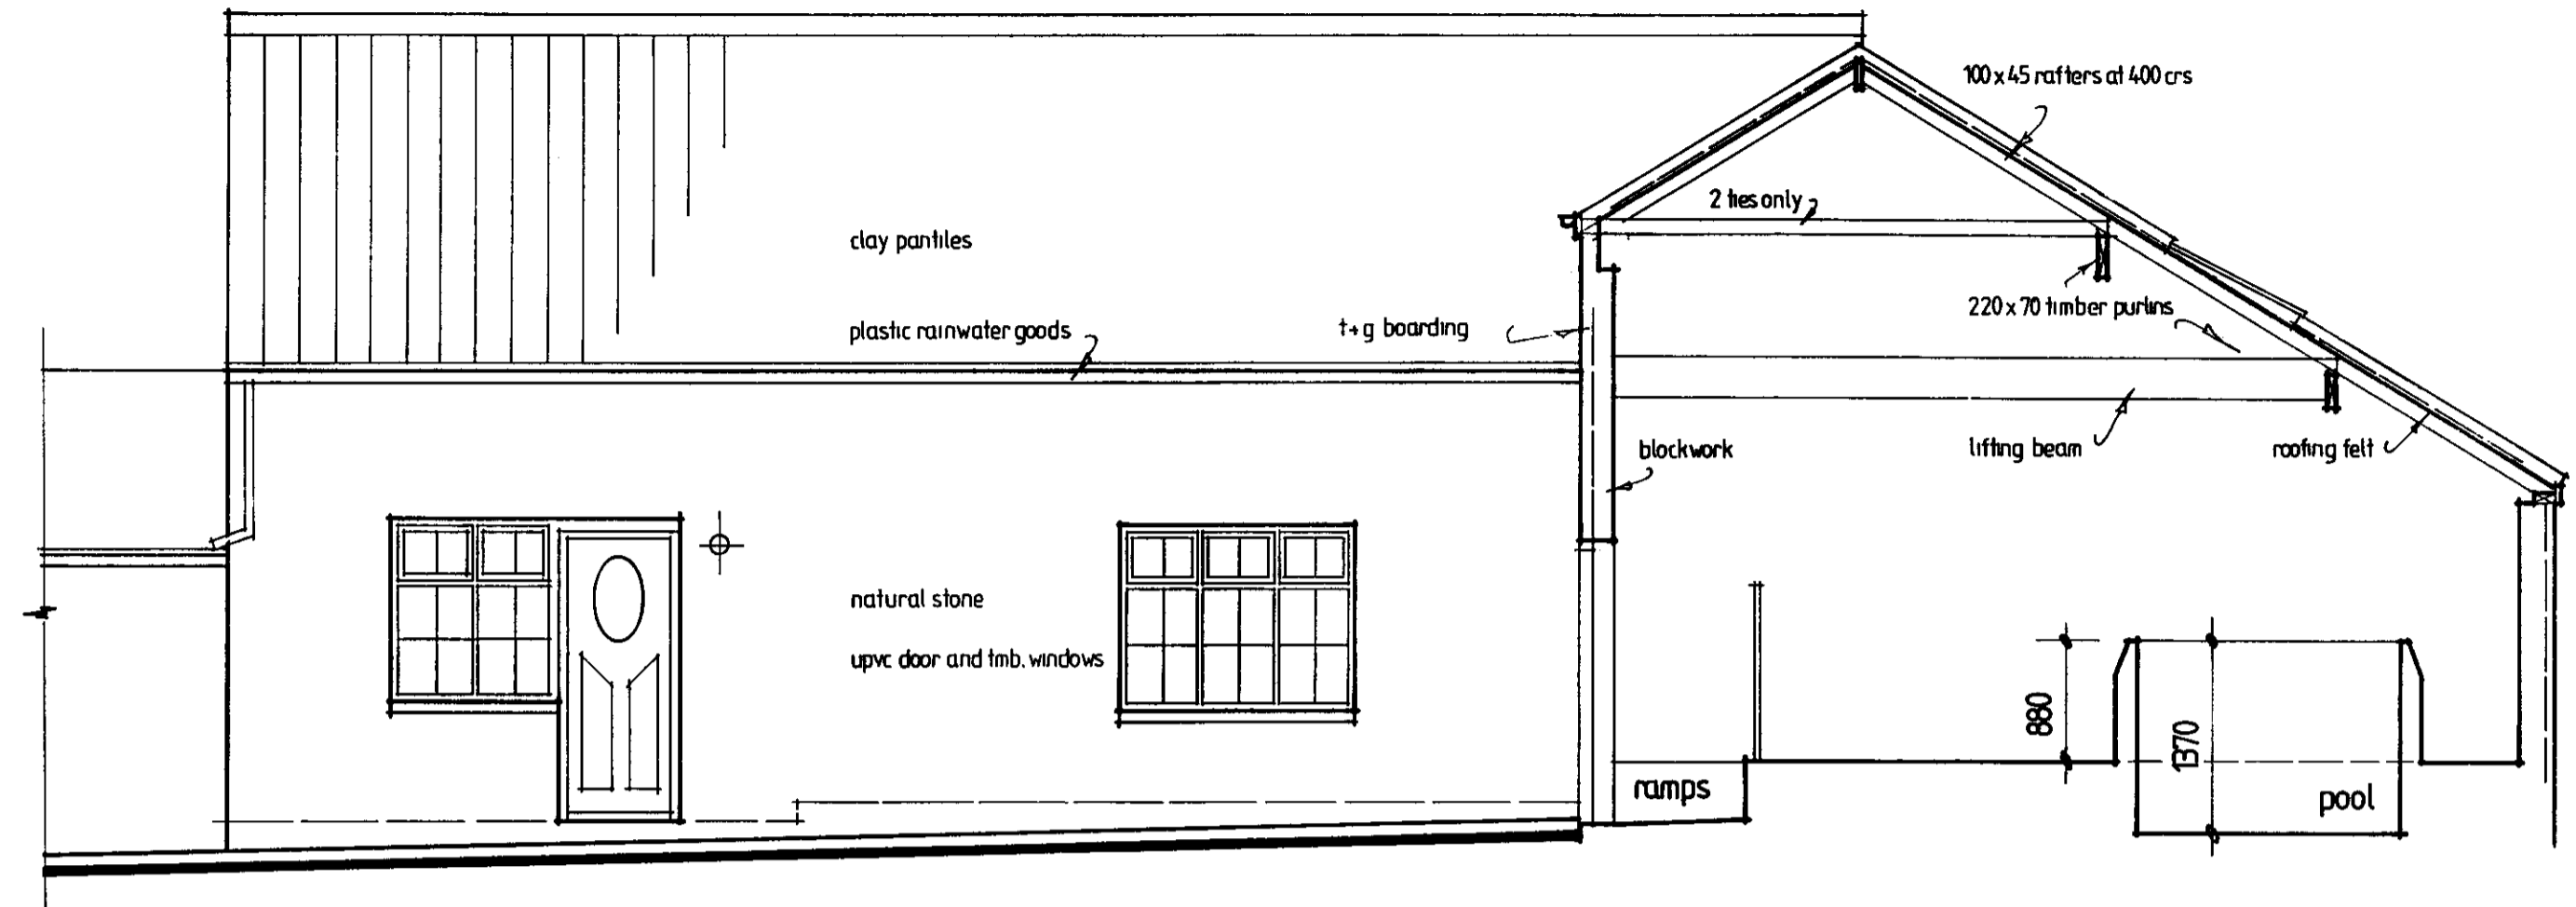 100 x 45 rafters at 400 crs
2 ties only
clay pantiles
220 x 70 timber purlins
plastic rainwater goods
t+g boarding
blockwork
lifting beam
roofing felt
natural stone
upvc door and tmb. windows
880
1370
ramps
pool